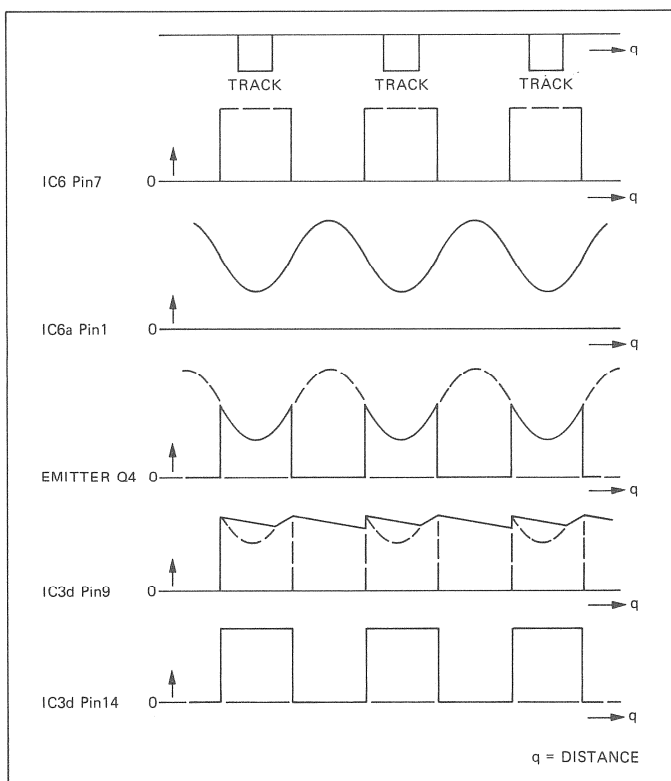 q
TRACK TRACK TRACK
IC6 Pin7 0
q
IC6a Pin1 0
q
EMITTER Q4 0
q
IC3d Pin9 0
q
IC3d Pin14 0
q
q = DISTANCE